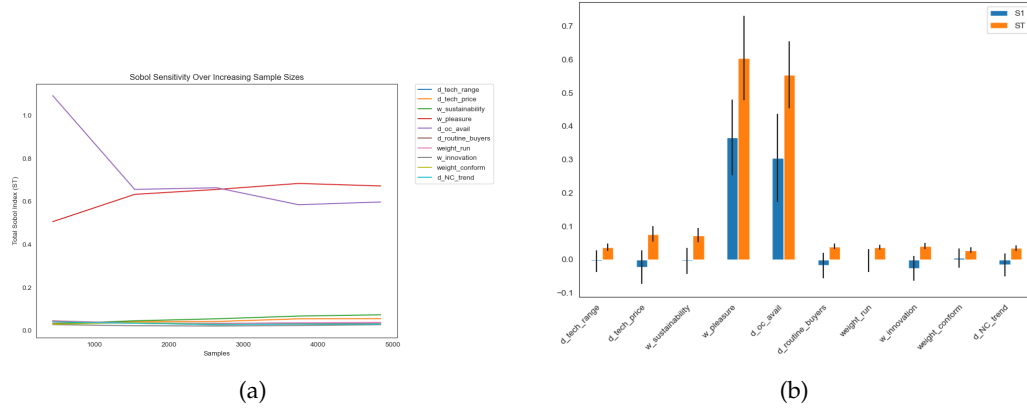 Sobol Sensitivity Over Increasing Sample Sizes
Total Sobol Index (ST)
1.0
0.8
0.6
0.4
0.2
0.0
1000 2000 3000 4000 5000
Samples
d_tech_range
d_tech_price
w_sustainability
w_pleasure
d_oc_avail
d_routine_buyers
weight_run
w_innovation
weight_conform
d_NC_trend
(a)
S1
ST
0.7
0.6
0.5
0.4
0.3
0.2
0.1
0.0
−0.1
d_tech_range
d_tech_price
w_sustainability
w_pleasure
d_oc_avail
d_routine_buyers
weight_run
w_innovation
weight_conform
d_NC_trend
(b)